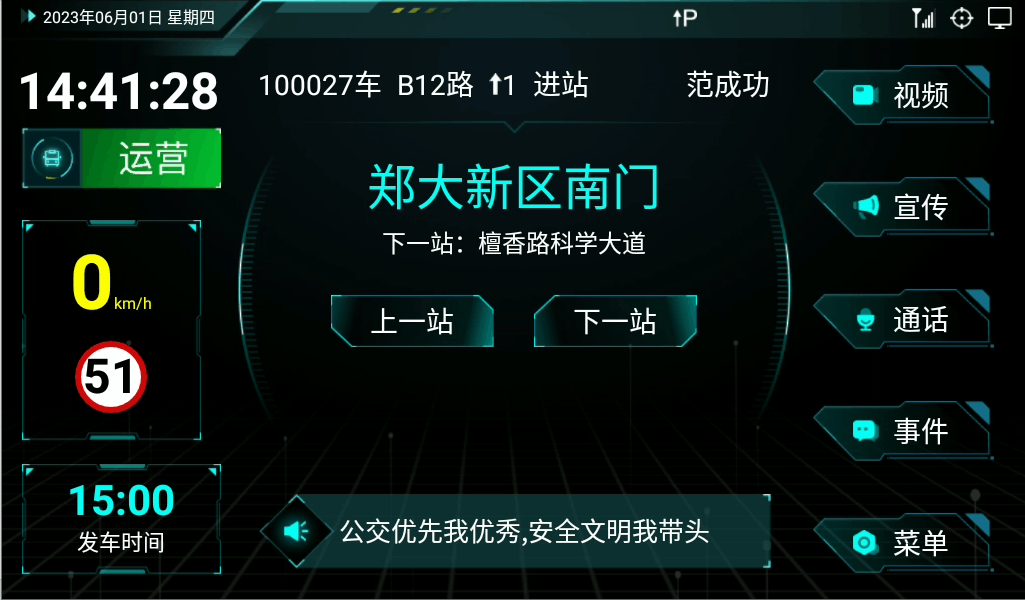 2023年06月01日 星期四
↑P
14:41:28
100027车 B12路 ⬆1 进站 范成功
视频
运营
郑大新区南门
宣传
下一站：檀香路科学大道
0 km/h
上一站 下一站
通话
51
事件
15:00
发车时间
公交优先我优秀,安全文明我带头
菜单